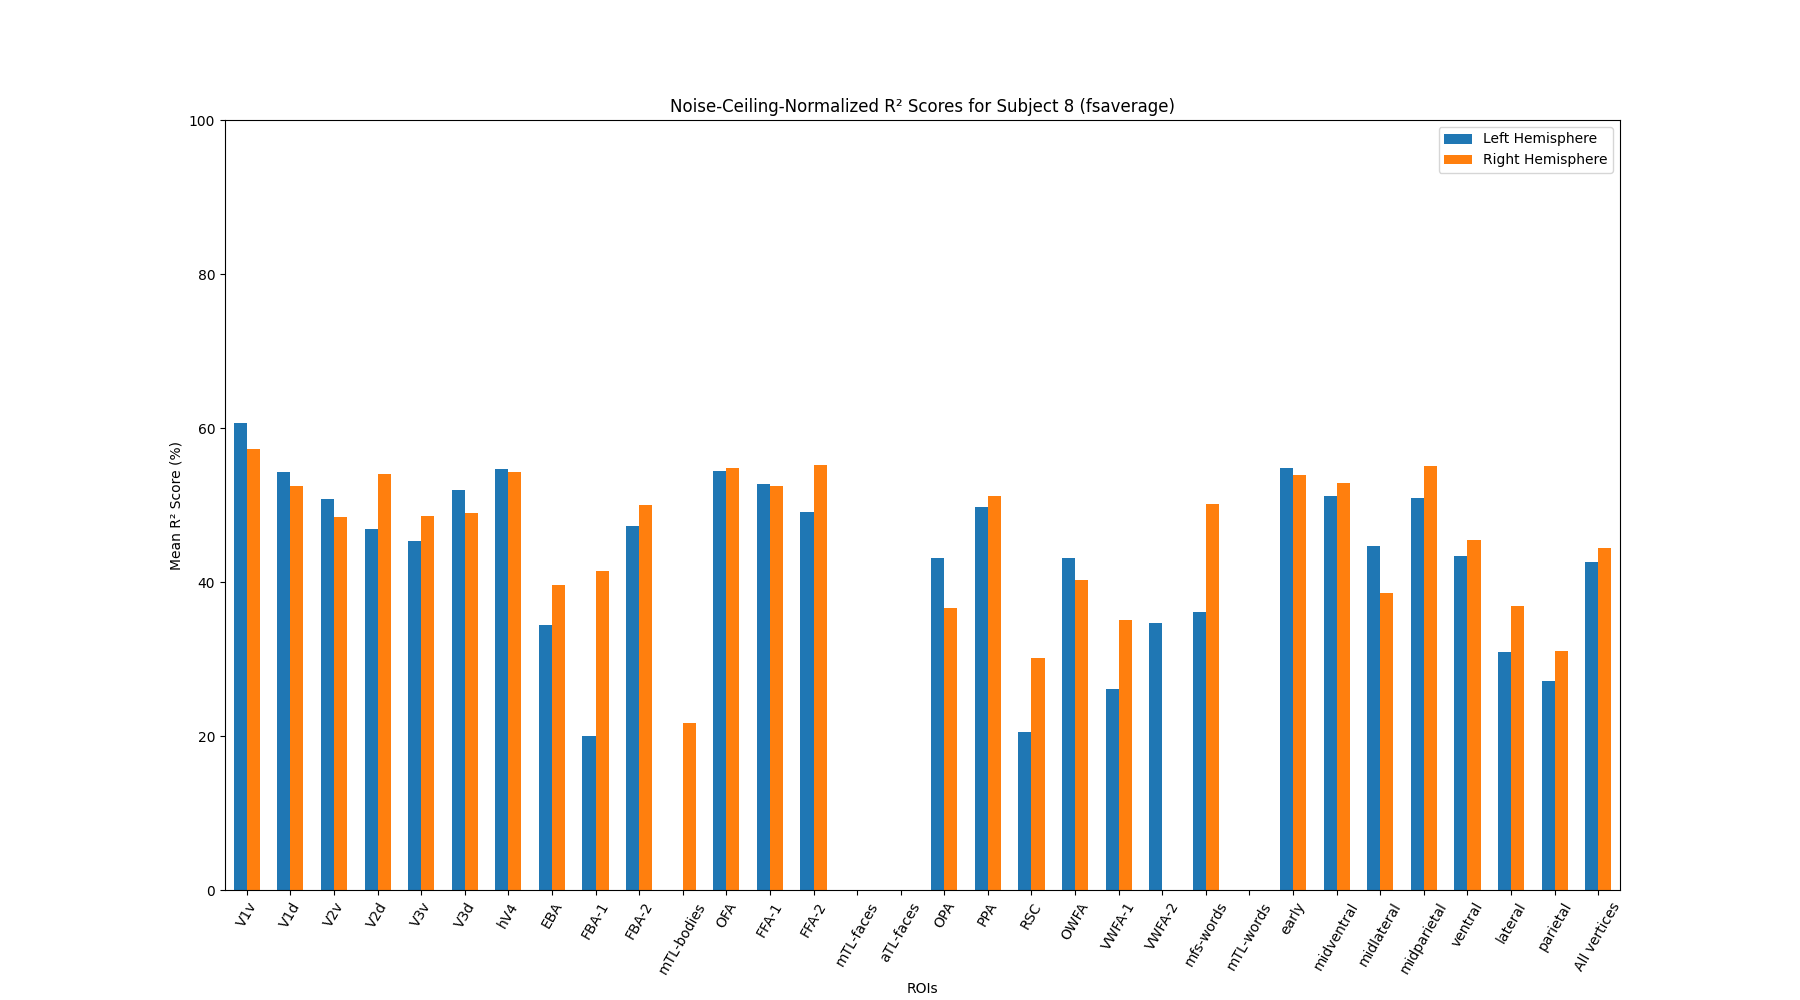 Noise-Ceiling-Normalized R² Scores for Subject 8 (fsaverage)
Left Hemisphere
Right Hemisphere
Mean R² Score (%)
100
80
60
40
20
0
V1v
V1d
V2v
V2d
V3v
V3d
hV4
EBA
FBA-1
FBA-2
mTL-bodies
OFA
FFA-1
FFA-2
mTL-faces
aTL-faces
OPA
PPA
RSC
OWFA
VWFA-1
VWFA-2
mfs-words
mTL-words
early
midventral
midlateral
midparietal
ventral
lateral
parietal
All vertices
ROIs